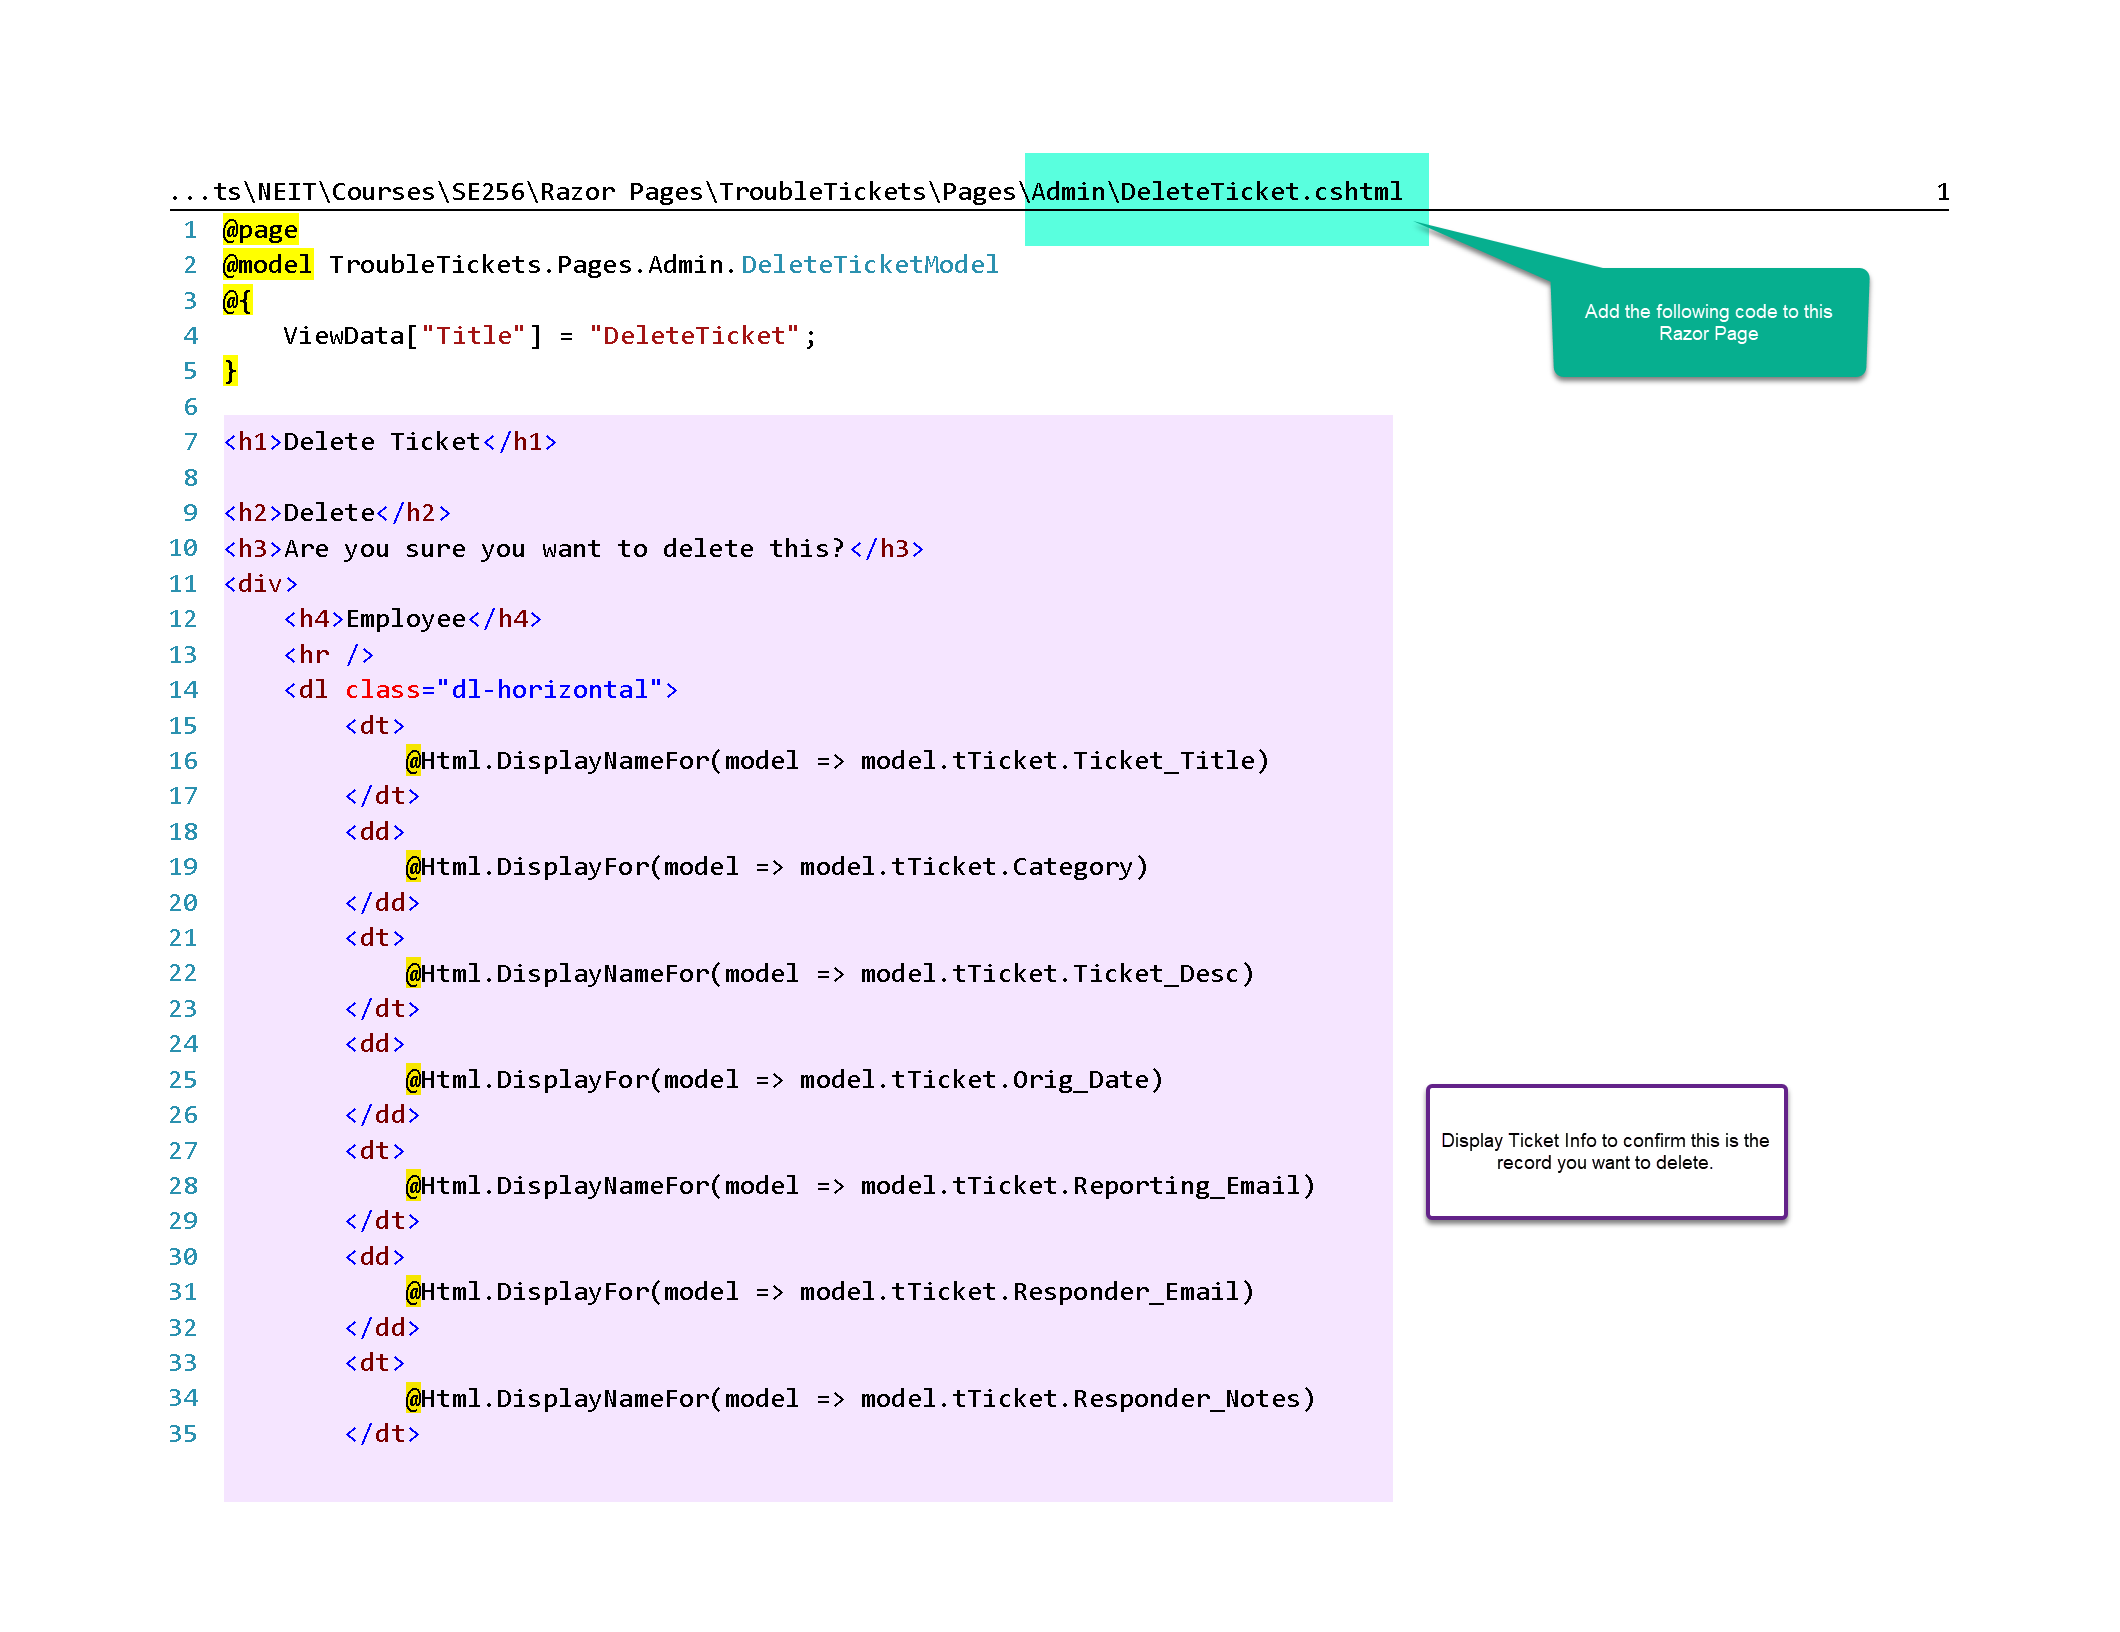 ...ts\NEIT\Courses\SE256\Razor Pages\TroubleTickets\Pages\Admin\DeleteTicket.cshtml 1
1 @page
2 @model TroubleTickets.Pages.Admin.DeleteTicketModel
3 @{
4     ViewData["Title"] = "DeleteTicket";
5 }
6
7 <h1>Delete Ticket</h1>
8
9 <h2>Delete</h2>
10 <h3>Are you sure you want to delete this?</h3>
11 <div>
12     <h4>Employee</h4>
13     <hr />
14     <dl class="dl-horizontal">
15         <dt>
16             @Html.DisplayNameFor(model => model.tTicket.Ticket_Title)
17         </dt>
18         <dd>
19             @Html.DisplayFor(model => model.tTicket.Category)
20         </dd>
21         <dt>
22             @Html.DisplayNameFor(model => model.tTicket.Ticket_Desc)
23         </dt>
24         <dd>
25             @Html.DisplayFor(model => model.tTicket.Orig_Date)
26         </dd>
27         <dt>
28             @Html.DisplayNameFor(model => model.tTicket.Reporting_Email)
29         </dt>
30         <dd>
31             @Html.DisplayFor(model => model.tTicket.Responder_Email)
32         </dd>
33         <dt>
34             @Html.DisplayNameFor(model => model.tTicket.Responder_Notes)
35         </dt>
Add the following code to this
Razor Page
Display Ticket Info to confirm this is the
record you want to delete.